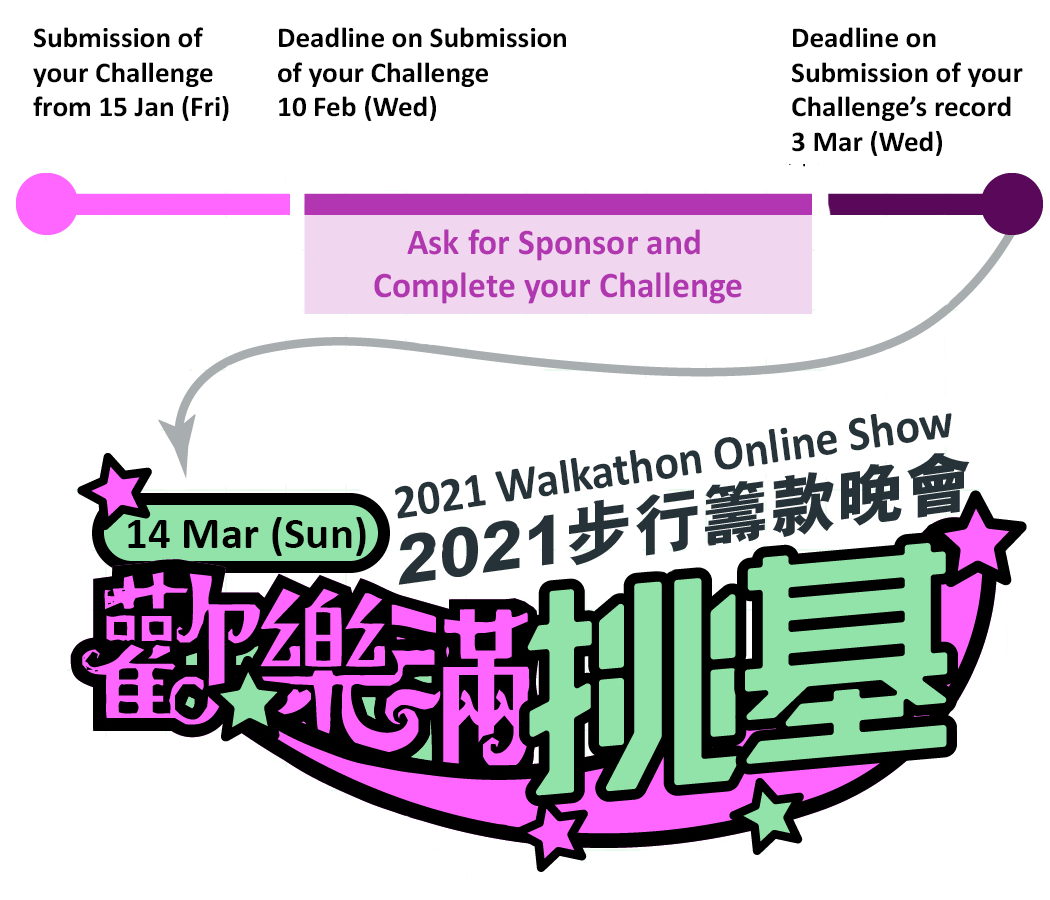 Submission of
your Challenge
from 15 Jan (Fri)
Deadline on Submission
of your Challenge
10 Feb (Wed)
Deadline on
Submission of your
Challenge’s record
3 Mar (Wed)
Ask for Sponsor and
Complete your Challenge
2021 Walkathon Online Show
2021步行籌款晚會
14 Mar (Sun)
歡樂滿挑基